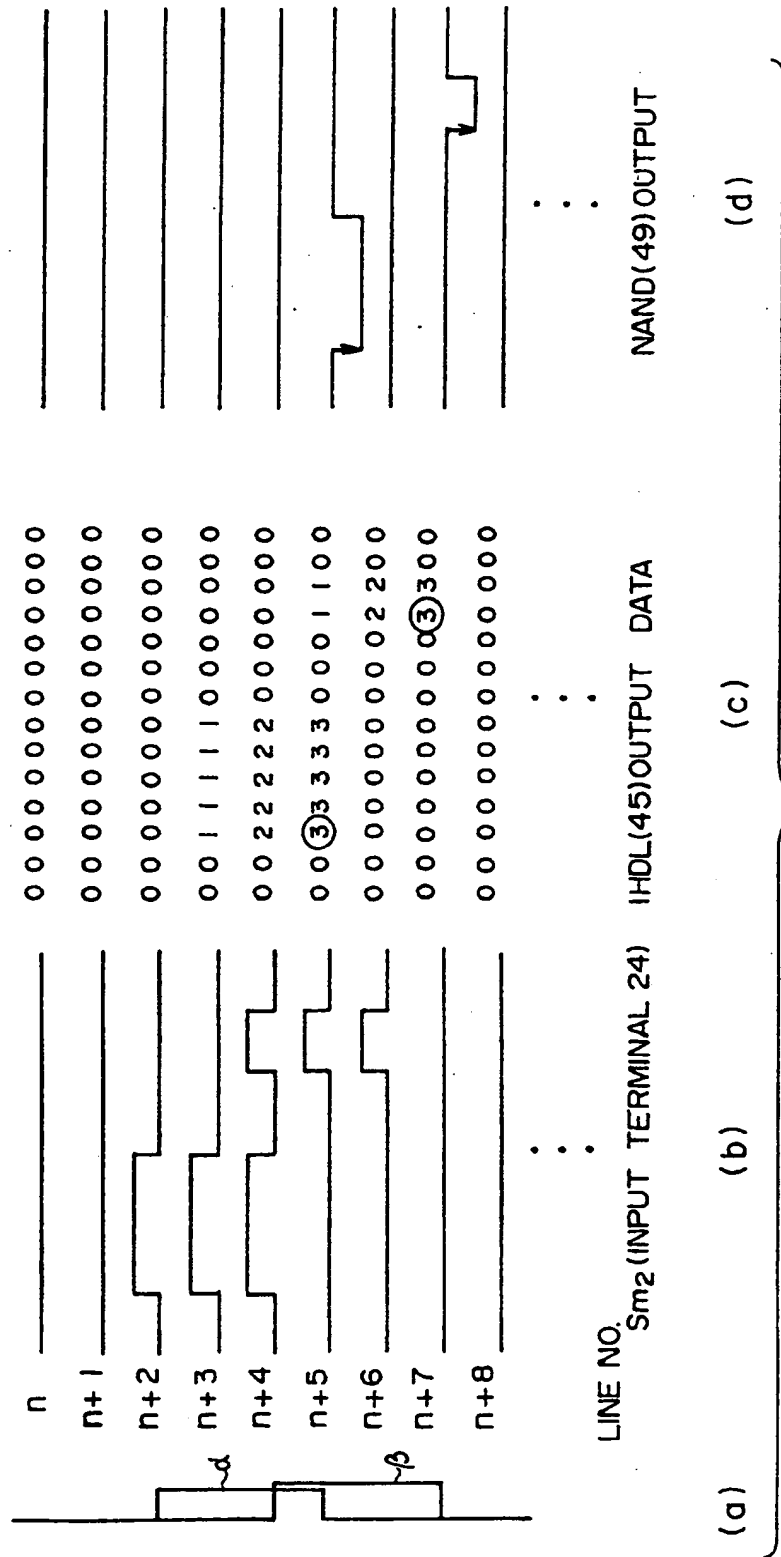 n 0 0 0 0 0 0 0 0 0 0 0 0 0 0
n+1 0 0 0 0 0 0 0 0 0 0 0 0 0 0
n+2 0 0 0 0 0 0 0 0 0 0 0 0 0 0
n+3 0 0 1 1 1 1 1 0 0 0 0 0 0 0
n+4 0 0 2 2 2 2 2 0 0 0 0 0 0 0
n+5 0 0 3 3 3 3 3 0 0 0 1 1 0 0
n+6 0 0 0 0 0 0 0 0 0 0 2 2 0 0
n+7 0 0 0 0 0 0 0 0 0 0 3 3 0 0
n+8 0 0 0 0 0 0 0 0 0 0 0 0 0 0
α
β
LINE NO.
Sm2(INPUT TERMINAL 24) 1HDL(45)OUTPUT DATA NAND(49)OUTPUT
(a) (b) (c) (d)